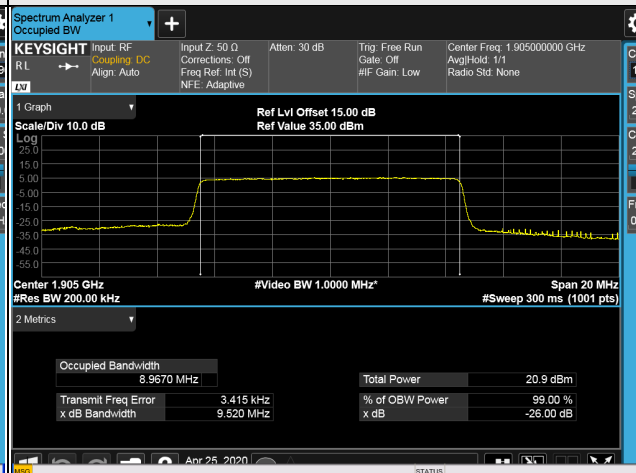 Spectrum Analyzer 1
Occupied BW
+
KEYSIGHT Input: RF Input Z: 50 Ω Atten: 30 dB Trig: Free Run Center Freq: 1.905000000 GHz
RL Coupling: DC Corrections: Off Gate: Off Avg|Hold: 1/1
Align: Auto Freq Ref: Int (S) #IF Gain: Low Radio Std: None
LXI NFE: Adaptive
1 Graph
Ref Lvl Offset 15.00 dB
Scale/Div 10.0 dB Ref Value 35.00 dBm
Log
25.0
15.0
5.00
-5.00
-15.0
-25.0
-35.0
-45.0
-55.0
Center 1.905 GHz #Video BW 1.0000 MHz* Span 20 MHz
#Res BW 200.00 kHz #Sweep 300 ms (1001 pts)
2 Metrics
Occupied Bandwidth
8.9670 MHz Total Power 20.9 dBm
Transmit Freq Error 3.415 kHz % of OBW Power 99.00 %
x dB Bandwidth 9.520 MHz x dB -26.00 dB
Apr 25, 2020
MSG STATUS